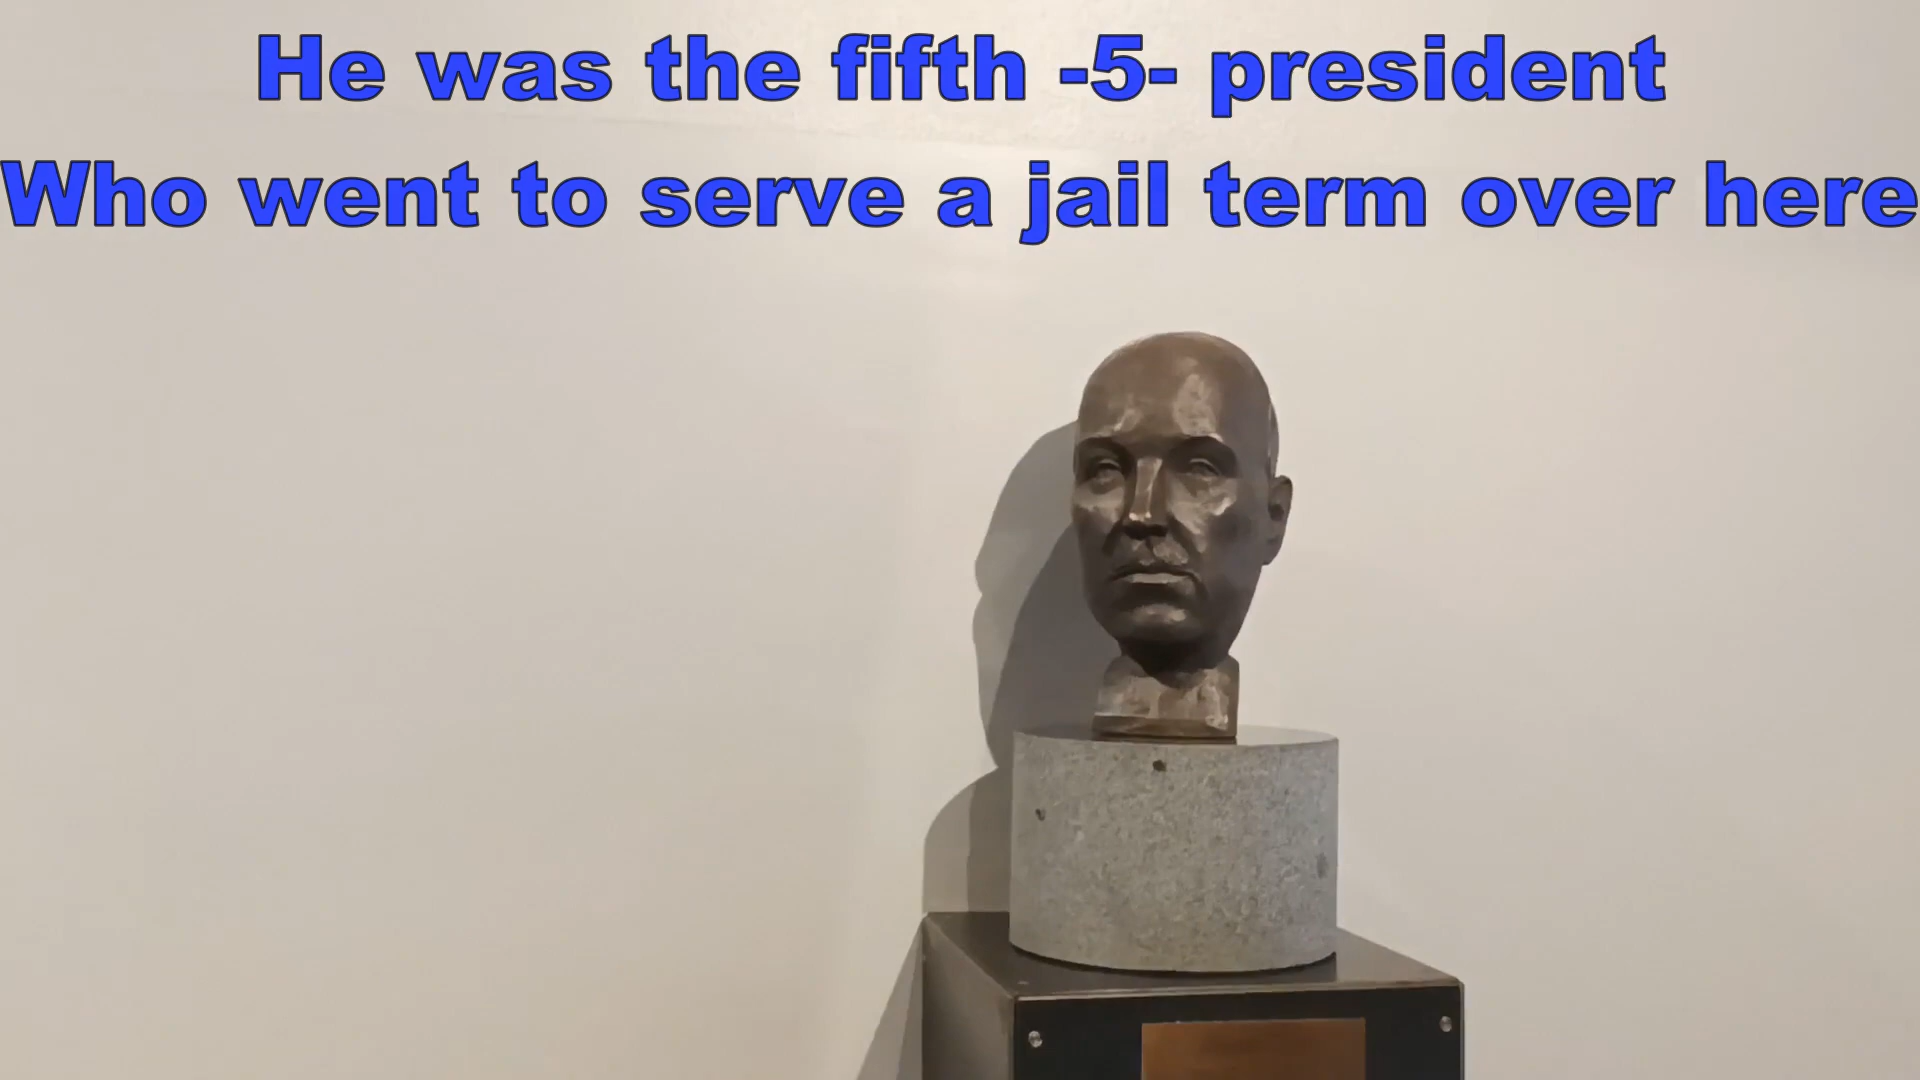 He was the fifth -5- president
Who went to serve a jail term over here